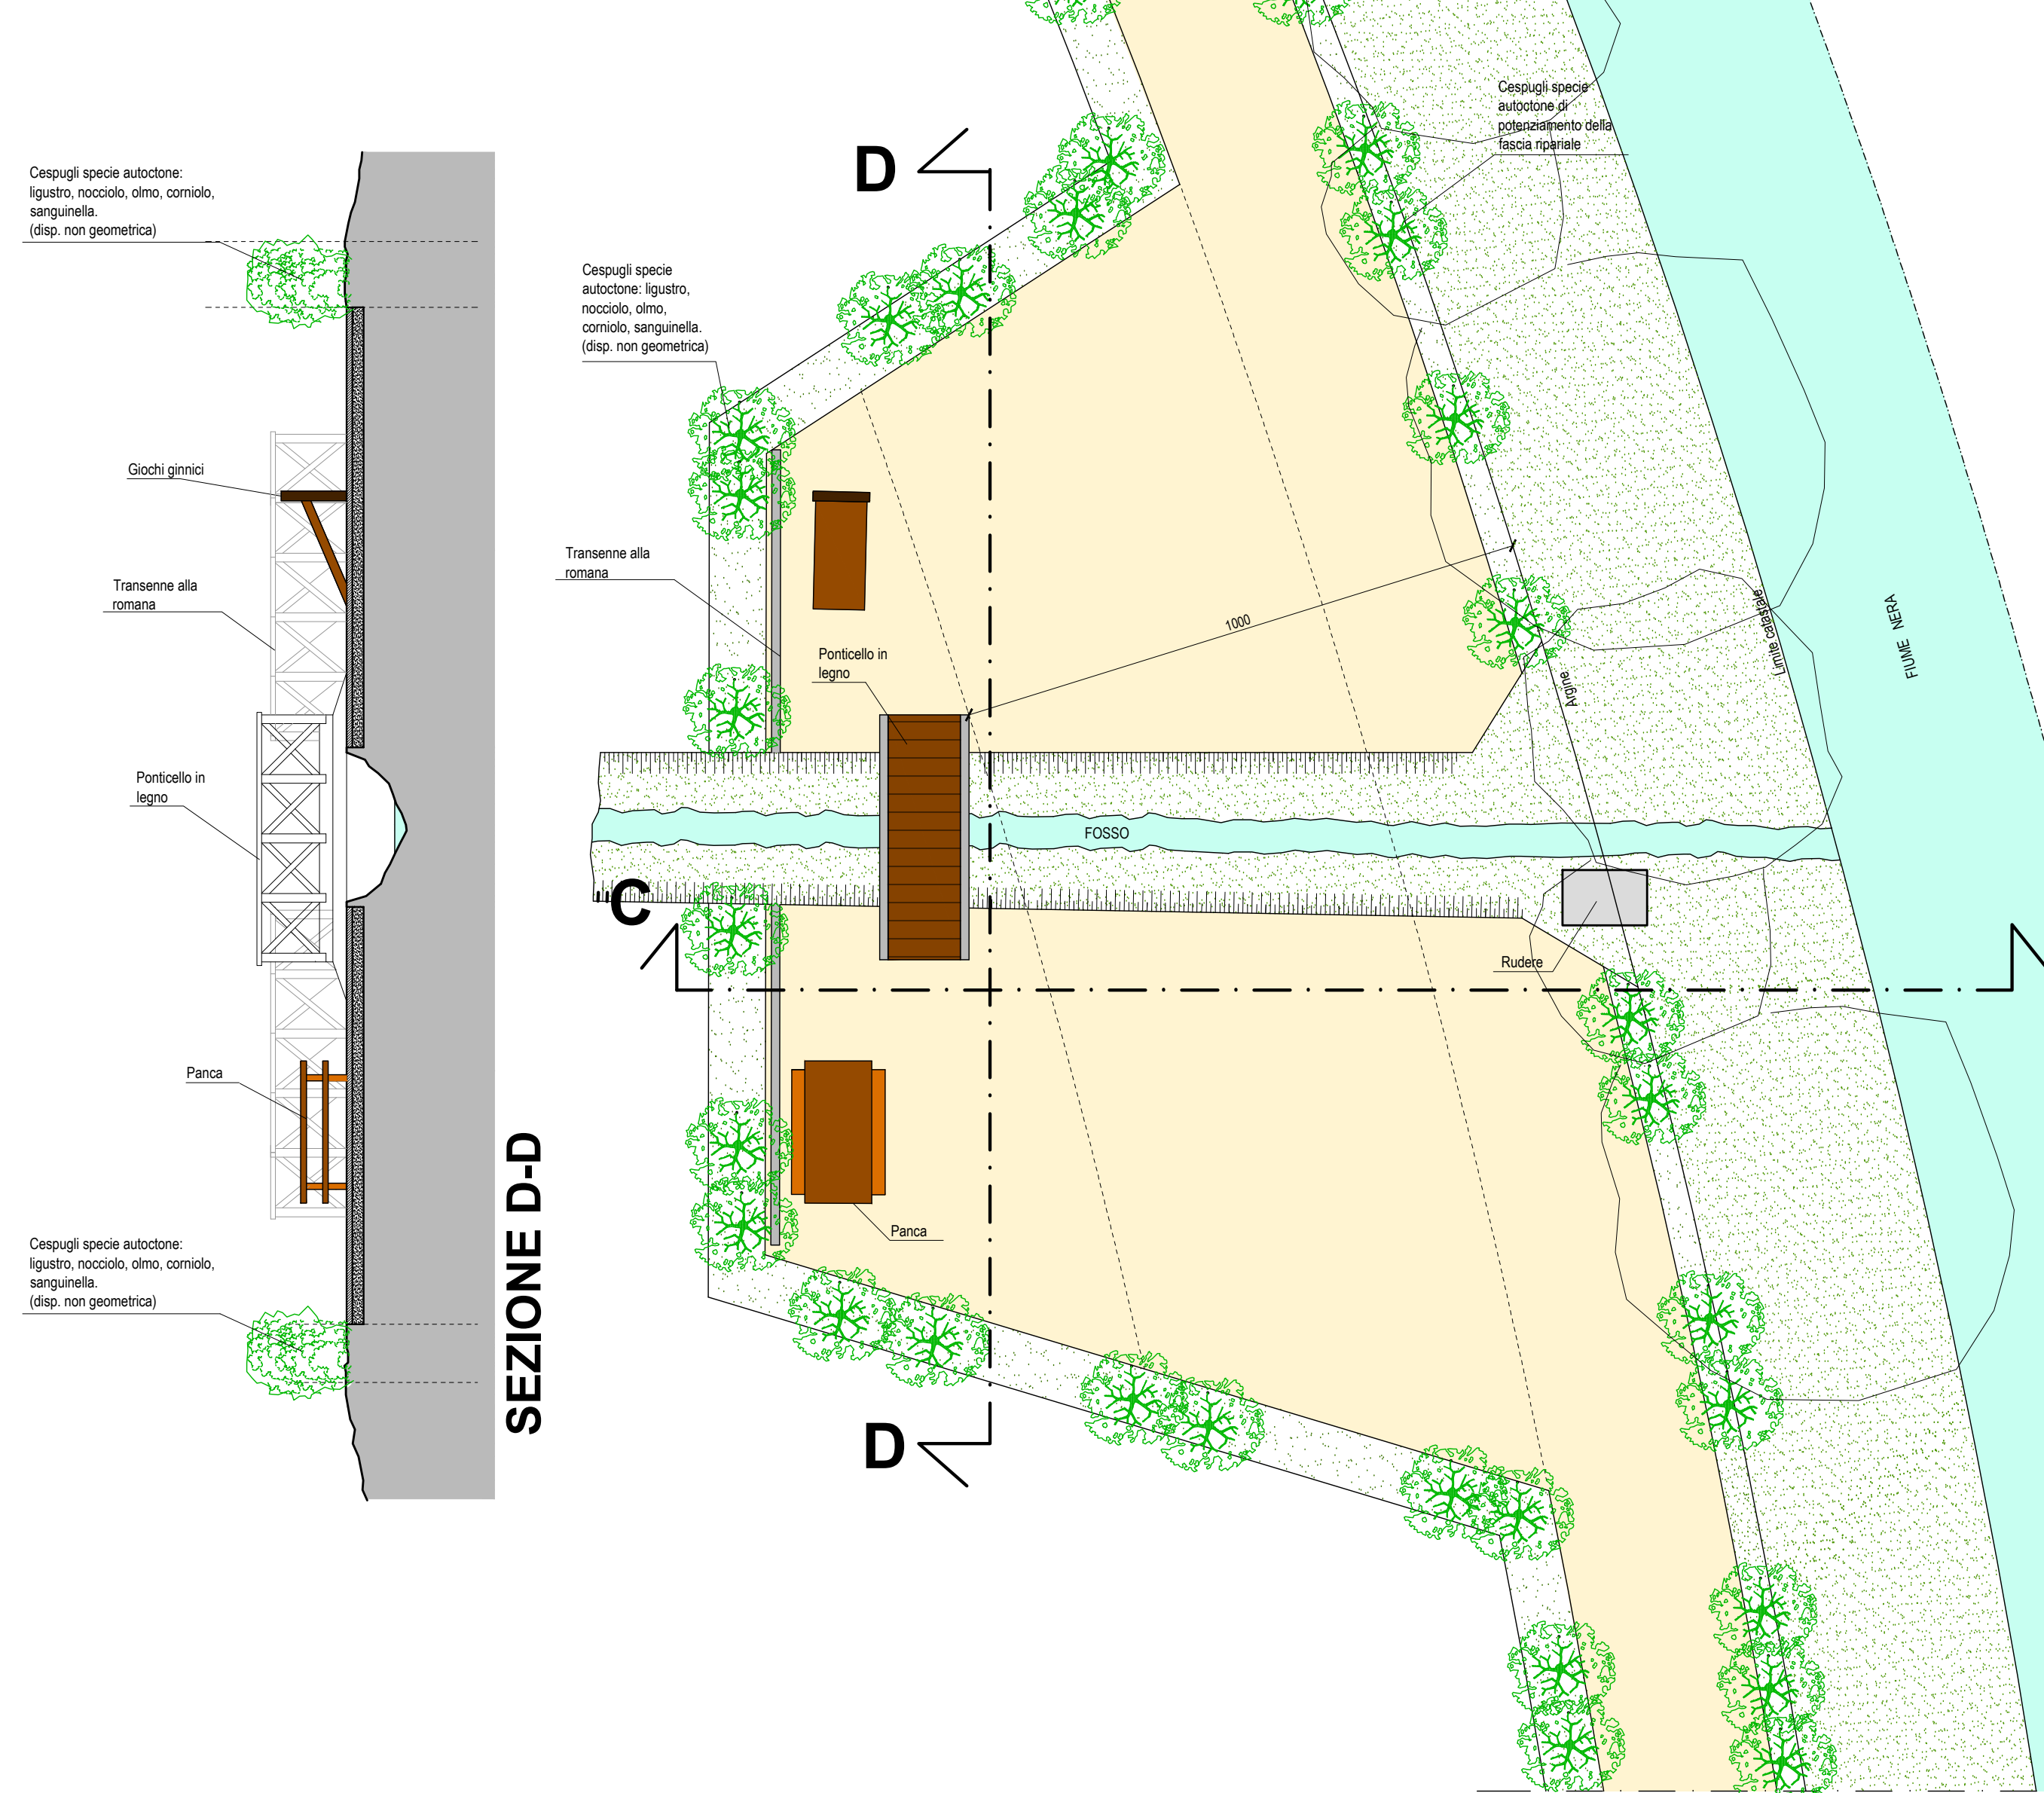 Cespugli specie autoctone:
ligustro, nocciolo, olmo, corniolo,
sanguinella.
(disp. non geometrica)
Giochi ginnici
Transenne alla
romana
Ponticello in
legno
Panca
Cespugli specie autoctone:
ligustro, nocciolo, olmo, corniolo,
sanguinella.
(disp. non geometrica)
SEZIONE D-D
D
Cespugli specie
autoctone di
potenziamento della
fascia ripariale
Cespugli specie
autoctone: ligustro,
nocciolo, olmo,
corniolo, sanguinella.
(disp. non geometrica)
Transenne alla
romana
1000
Ponticello in
legno
Argine
Limite catastale
FIUME NERA
FOSSO
"C
Rudere
Panca
D